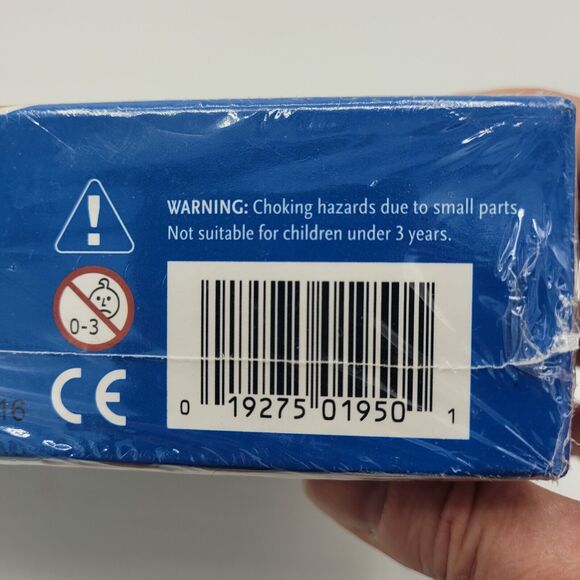 WARNING: Choking hazards due to small parts.
Not suitable for children under 3 years.
0-3
16
CE
0 19275 01950 1